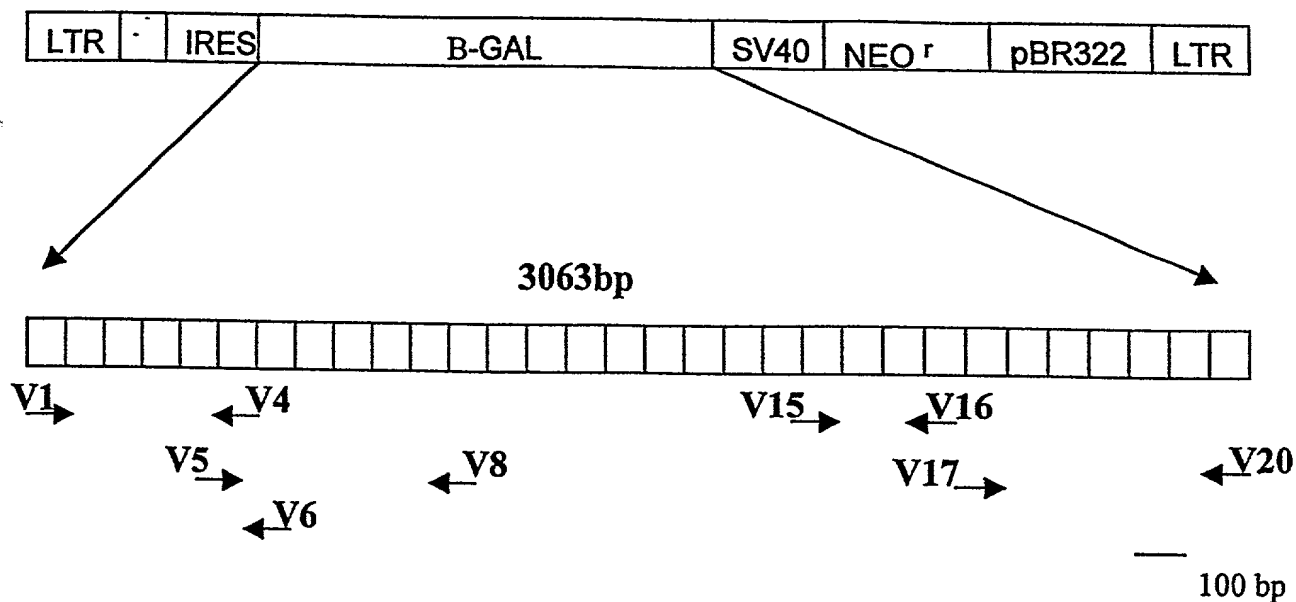 LTR - IRES B-GAL SV40 NEO r pBR322 LTR
3063bp
V1 V4 V15 V16
V5 V8 V17 V20
V6
100 bp